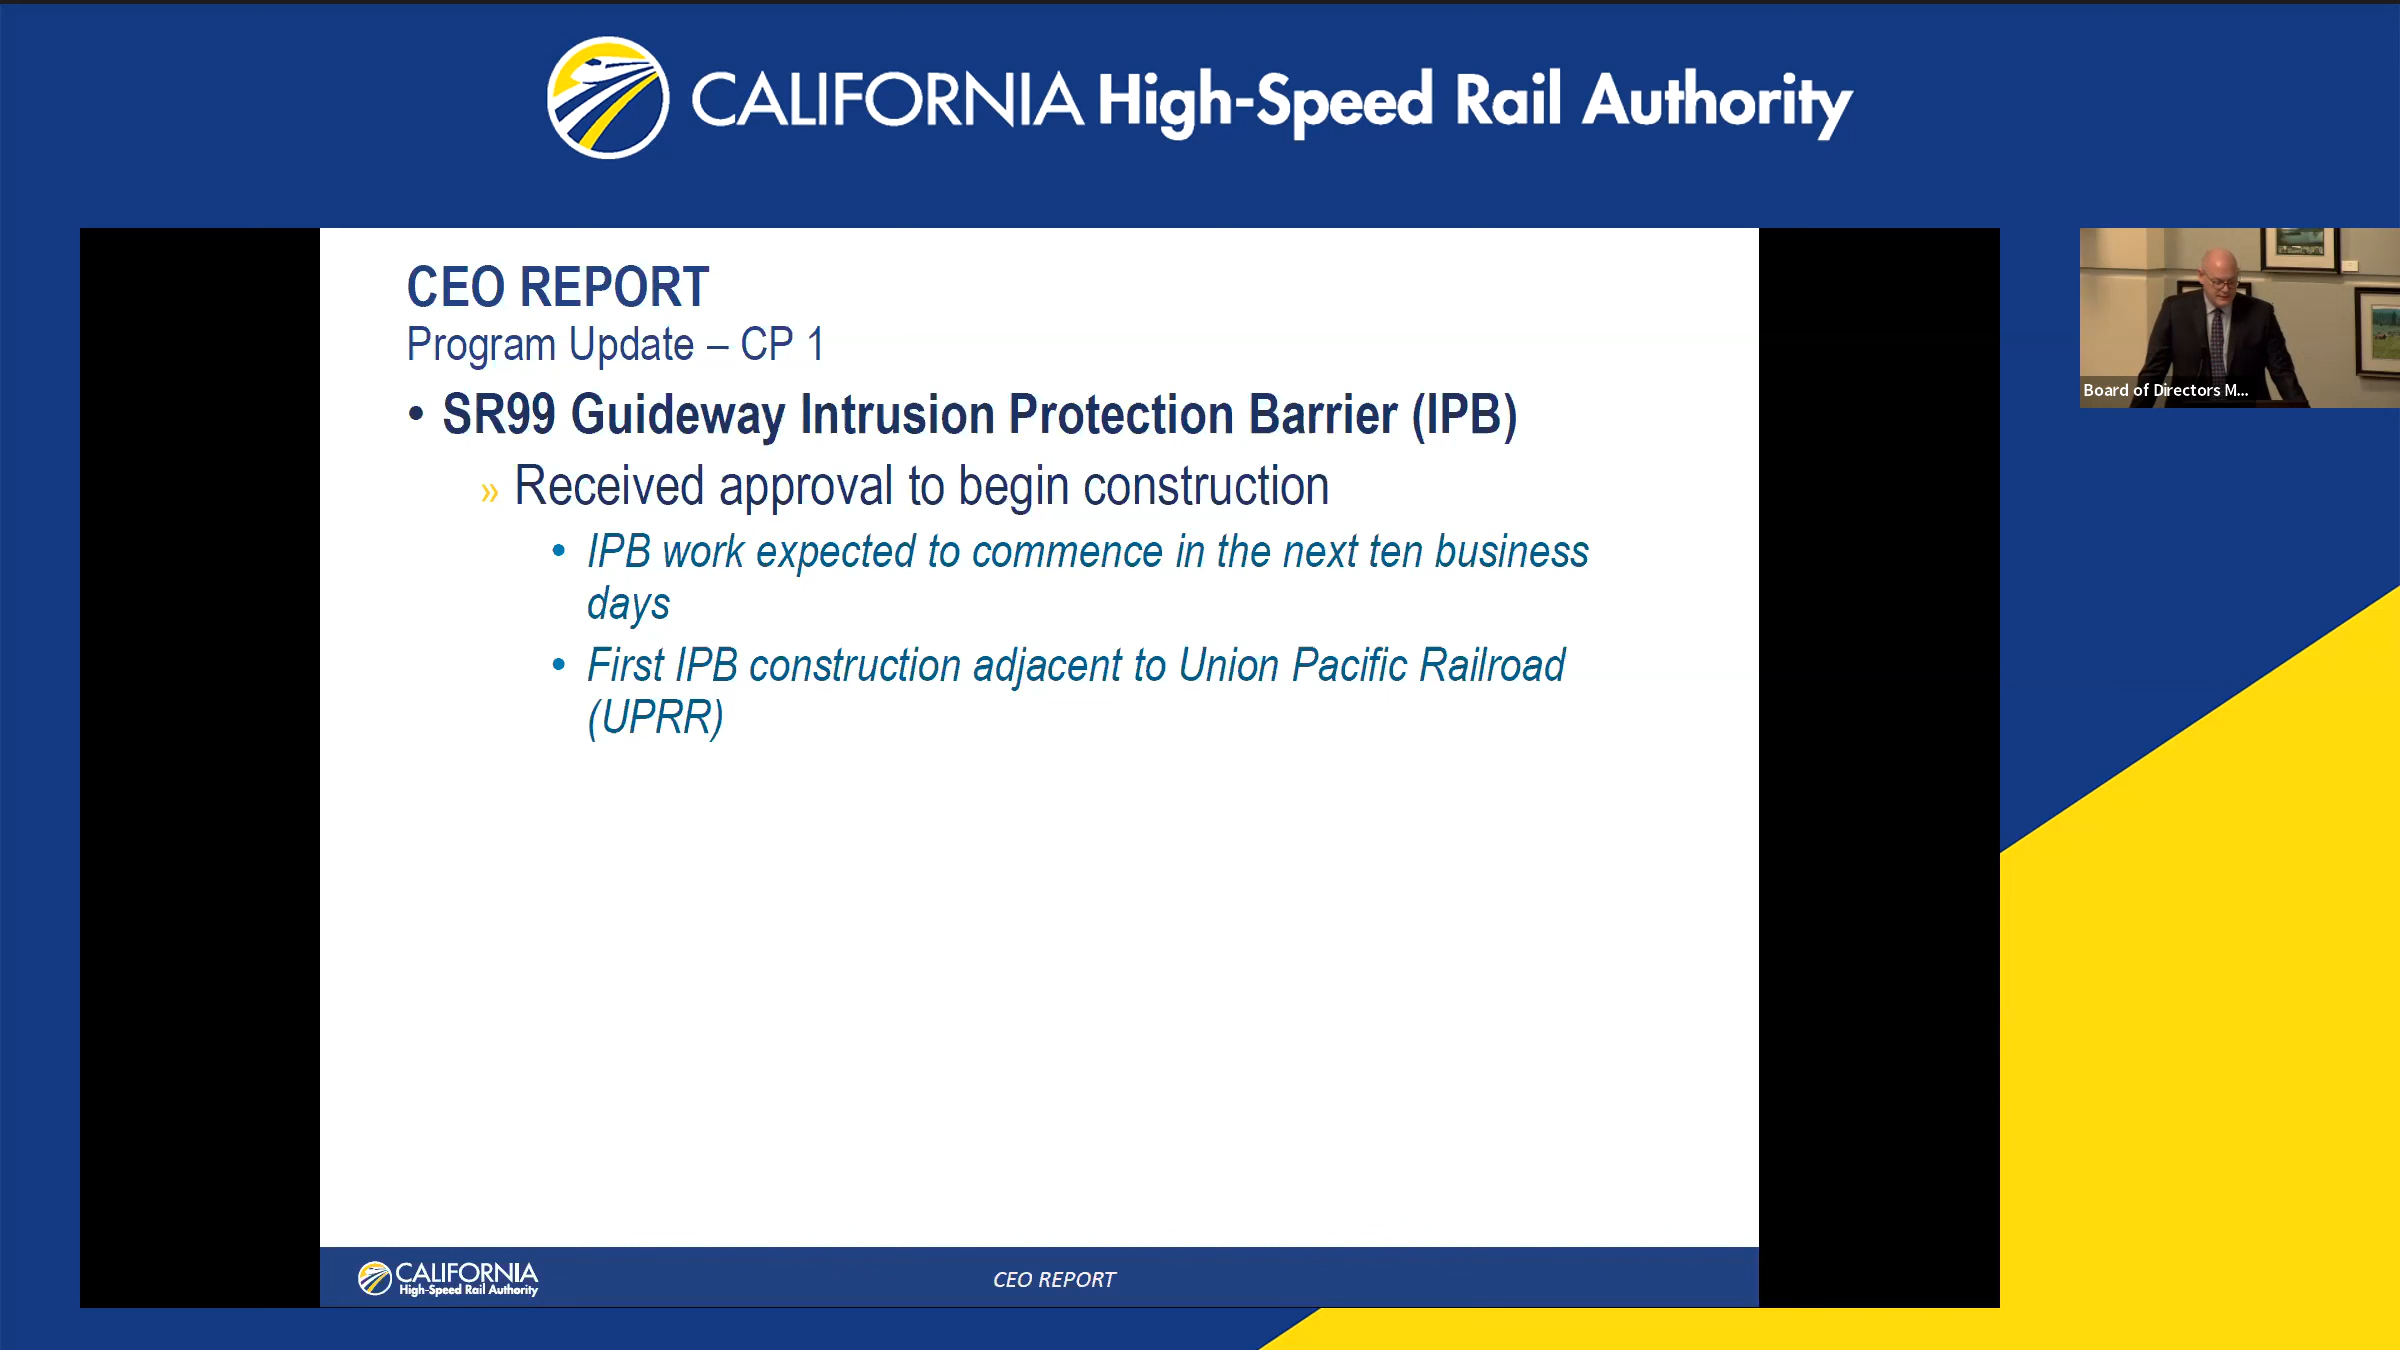 CALIFORNIA High-Speed Rail Authority
CEO REPORT
Program Update – CP 1
• SR99 Guideway Intrusion Protection Barrier (IPB)
» Received approval to begin construction
• IPB work expected to commence in the next ten business
days
• First IPB construction adjacent to Union Pacific Railroad
(UPRR)
Board of Directors M...
CALIFORNIA
High-Speed Rail Authority
CEO REPORT